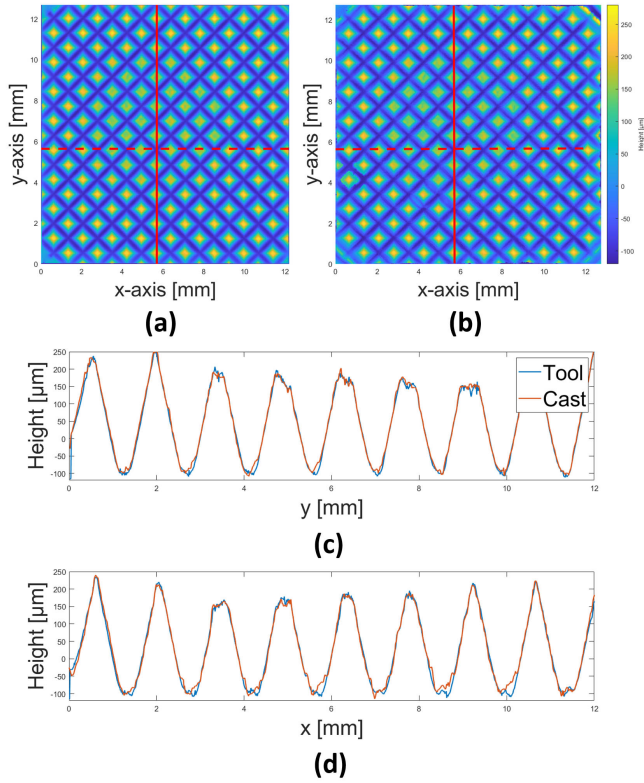 12
10
8
6
4
2
0
y-axis [mm]
0 2 4 6 8 10 12
x-axis [mm]
(a)
12
10
8
6
4
2
0
y-axis [mm]
0 2 4 6 8 10 12
x-axis [mm]
(b)
250
200
150
100
50
0
-50
-100
Height [µm]
250
200
150
100
50
0
-50
-100
Height [µm]
Tool
Cast
0 2 4 6 8 10 12
y [mm]
(c)
250
200
150
100
50
0
-50
-100
Height [µm]
0 2 4 6 8 10 12
x [mm]
(d)